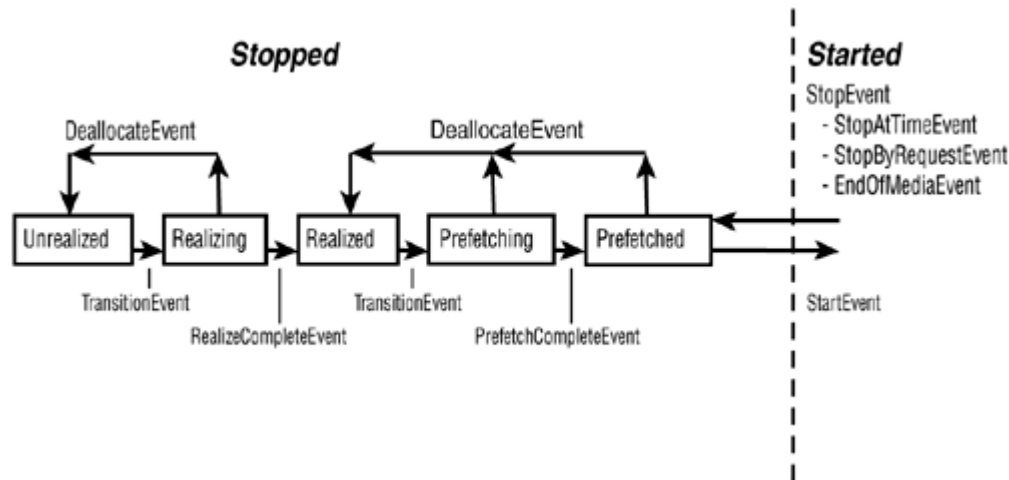 Stopped
Started
StopEvent
- StopAtTimeEvent
- StopByRequestEvent
- EndOfMediaEvent
DeallocateEvent
DeallocateEvent
Unrealized
Realizing
Realized
Prefetching
Prefetched
TransitionEvent
TransitionEvent
StartEvent
RealizeCompleteEvent
PrefetchCompleteEvent